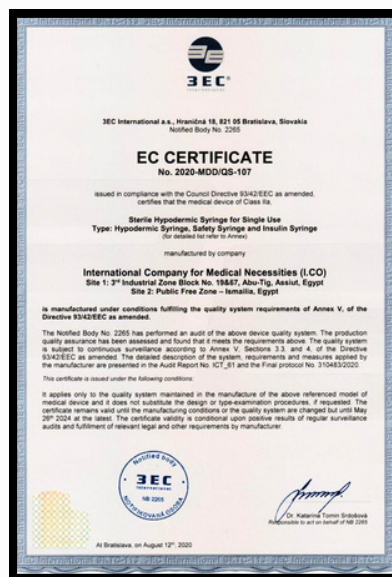 3EC
International
3EC International a.s., Hraničná 18, 821 05 Bratislava, Slovakia
Notified Body No. 2265
EC CERTIFICATE
No. 2020-MDD/QS-107
issued in compliance with the Council Directive 93/42/EEC as amended,
certifies that the medical device of Class IIa.
Sterile Hypodermic Syringe for Single Use
Type: Hypodermic Syringe, Safety Syringe and Insulin Syringe
(for detailed list refer to Annex)
manufactured by company
International Company for Medical Necessities (I.CO)
Site 1: 3rd Industrial Zone Block No. 19&67, Abu-Tig, Assiut, Egypt
Site 2: Public Free Zone – Ismailia, Egypt
is manufactured under conditions fulfilling the quality system requirements of Annex V, of the
Directive 93/42/EEC as amended.
The Notified Body No. 2265 has performed an audit of the above device quality system. The production
quality assurance has been assessed and found that it meets the requirements above. The quality
system is subject to continuous surveillance according to Annex V, Sections 3.3, and 4, of the Directive
93/42/EEC as amended. The detailed description of the system, requirements and measures applied by
the manufacturer are presented in the Audit Report No. ICT_61 and the Final protocol No. 310483/2020.
This certificate is issued under the following conditions:
It applies only to the quality system maintained in the manufacture of the above referenced model of
medical device and it does not substitute the design or type-examination procedures, if requested. The
certificate remains valid until the manufacturing conditions or the quality system are changed but until May
26th 2024 at the latest. The certificate validity is conditional upon positive results of regular surveillance
audits and fulfillment of relevant legal and other requirements by manufacturer.
Notified body
3EC
International
NB 2265
NOTIFIKOVANÁ OSOBA
Dr. Katarína Tomin Srdošová
Responsible to act on behalf of NB 2265
At Bratislava, on August 12th, 2020